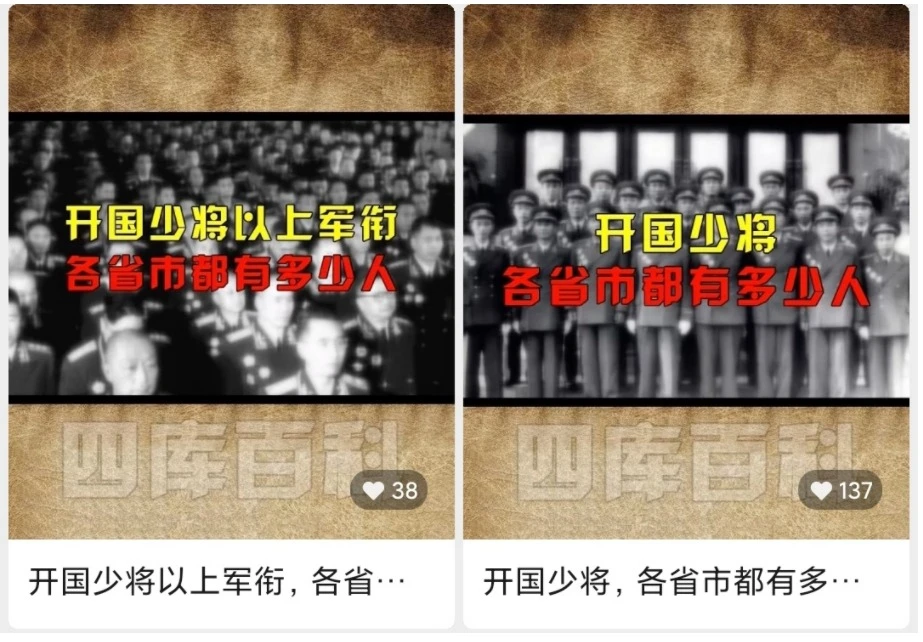 开国少将以上军衔
各省市都有多少人
四库百科
38
开国少将以上军衔，各省…
开国少将
各省市都有多少人
四库百科
137
开国少将，各省市都有多…